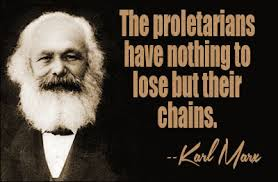 The proletarians
have nothing to
lose but their
chains.
--Karl Marx